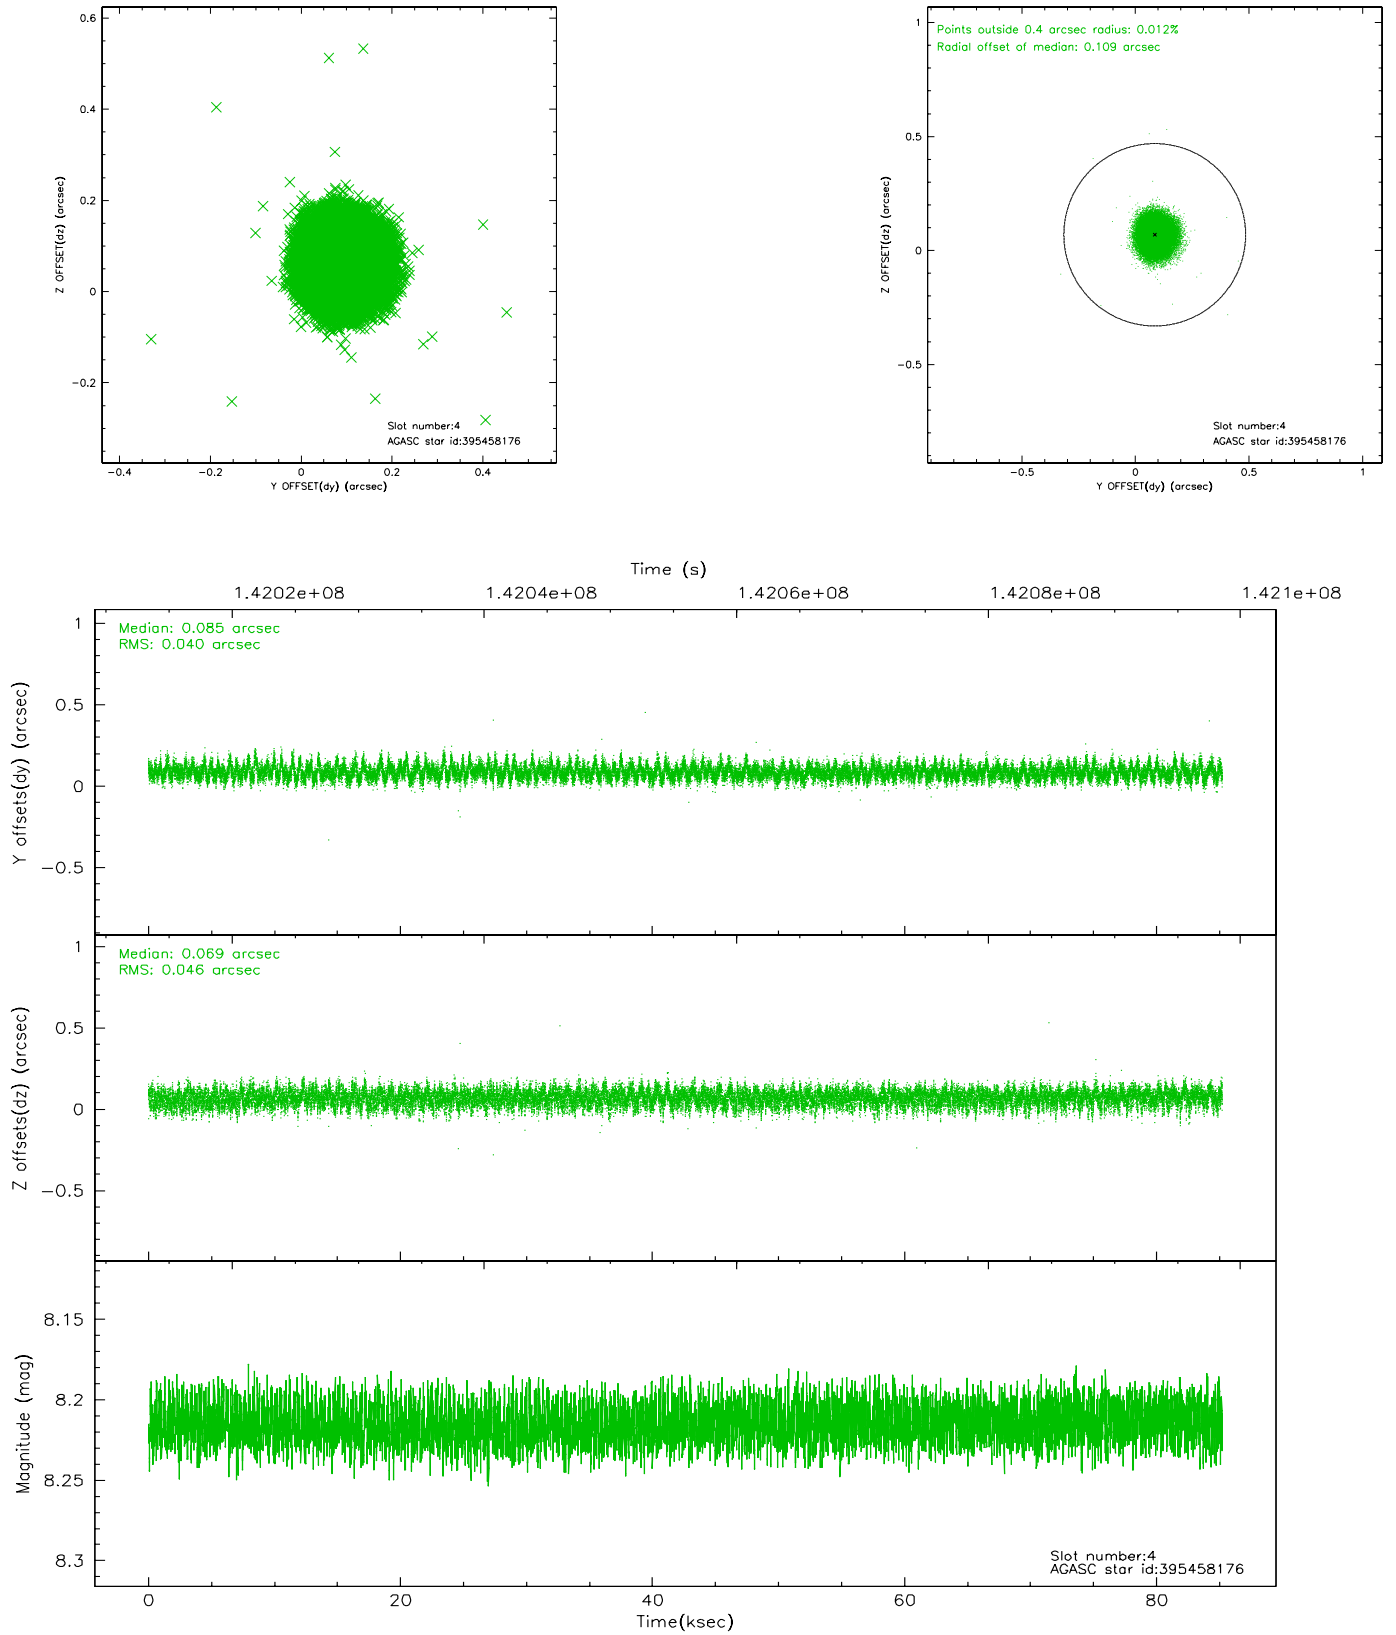 0.6
0.4
0.2
0
−0.2
Z OFFSET(dz) (arcsec)
Slot number:4
AGASC star id:395458176
−0.4
−0.2
0
0.2
0.4
Y OFFSET(dy) (arcsec)
1
0.5
0
−0.5
Z OFFSET(dz) (arcsec)
Points outside 0.4 arcsec radius: 0.012%
Radial offset of median: 0.109 arcsec
Slot number:4
AGASC star id:395458176
−0.5
0
0.5
1
Y OFFSET(dy) (arcsec)
Time (s)
1.4202e+08
1.4204e+08
1.4206e+08
1.4208e+08
1.421e+08
Median: 0.085 arcsec
RMS: 0.040 arcsec
1
0.5
0
−0.5
Y offsets(dy) (arcsec)
Median: 0.069 arcsec
RMS: 0.046 arcsec
1
0.5
0
−0.5
Z offsets(dz) (arcsec)
8.15
8.2
8.25
8.3
Magnitude (mag)
Slot number:4
AGASC star id:395458176
0
20
40
60
80
Time(ksec)